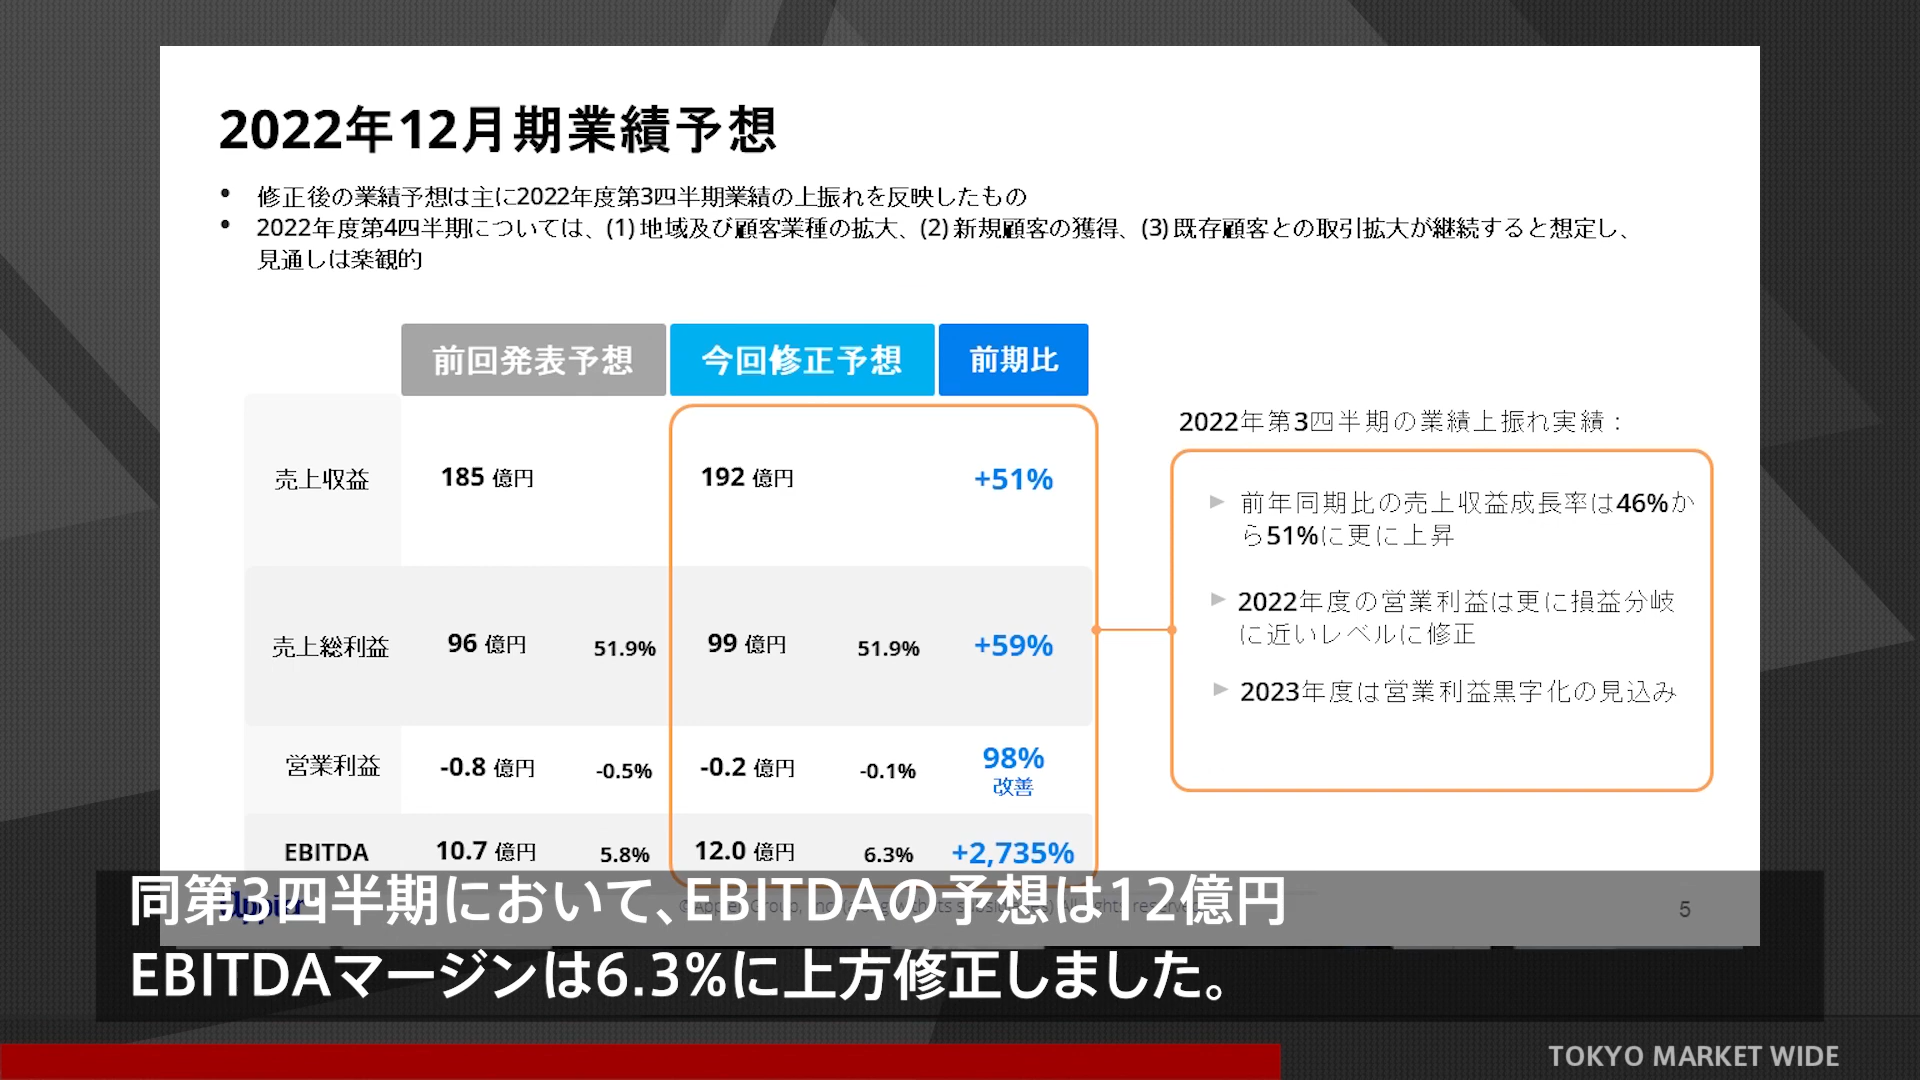 2022年12月期業績予想
• 修正後の業績予想は主に2022年度第3四半期業績の上振れを反映したもの
• 2022年度第4四半期については、(1) 地域及び顧客業種の拡大、(2) 新規顧客の獲得、(3) 既存顧客との取引拡大が継続すると想定し、
見通しは楽観的
前回発表予想 今回修正予想 前期比
売上収益 185 億円 192 億円 +51%
売上総利益 96 億円 51.9% 99 億円 51.9% +59%
営業利益 -0.8 億円 -0.5% -0.2 億円 -0.1% 98%
改善
EBITDA 10.7 億円 5.8% 12.0 億円 6.3% +2,735%
2022年第3四半期の業績上振れ実績：
▶ 前年同期比の売上収益成長率は46%か
ら51%に更に上昇
▶ 2022年度の営業利益は更に損益分岐
に近いレベルに修正
▶ 2023年度は営業利益黒字化の見込み
5
同第3四半期において、EBITDAの予想は12億円
EBITDAマージンは6.3%に上方修正しました。
TOKYO MARKET WIDE